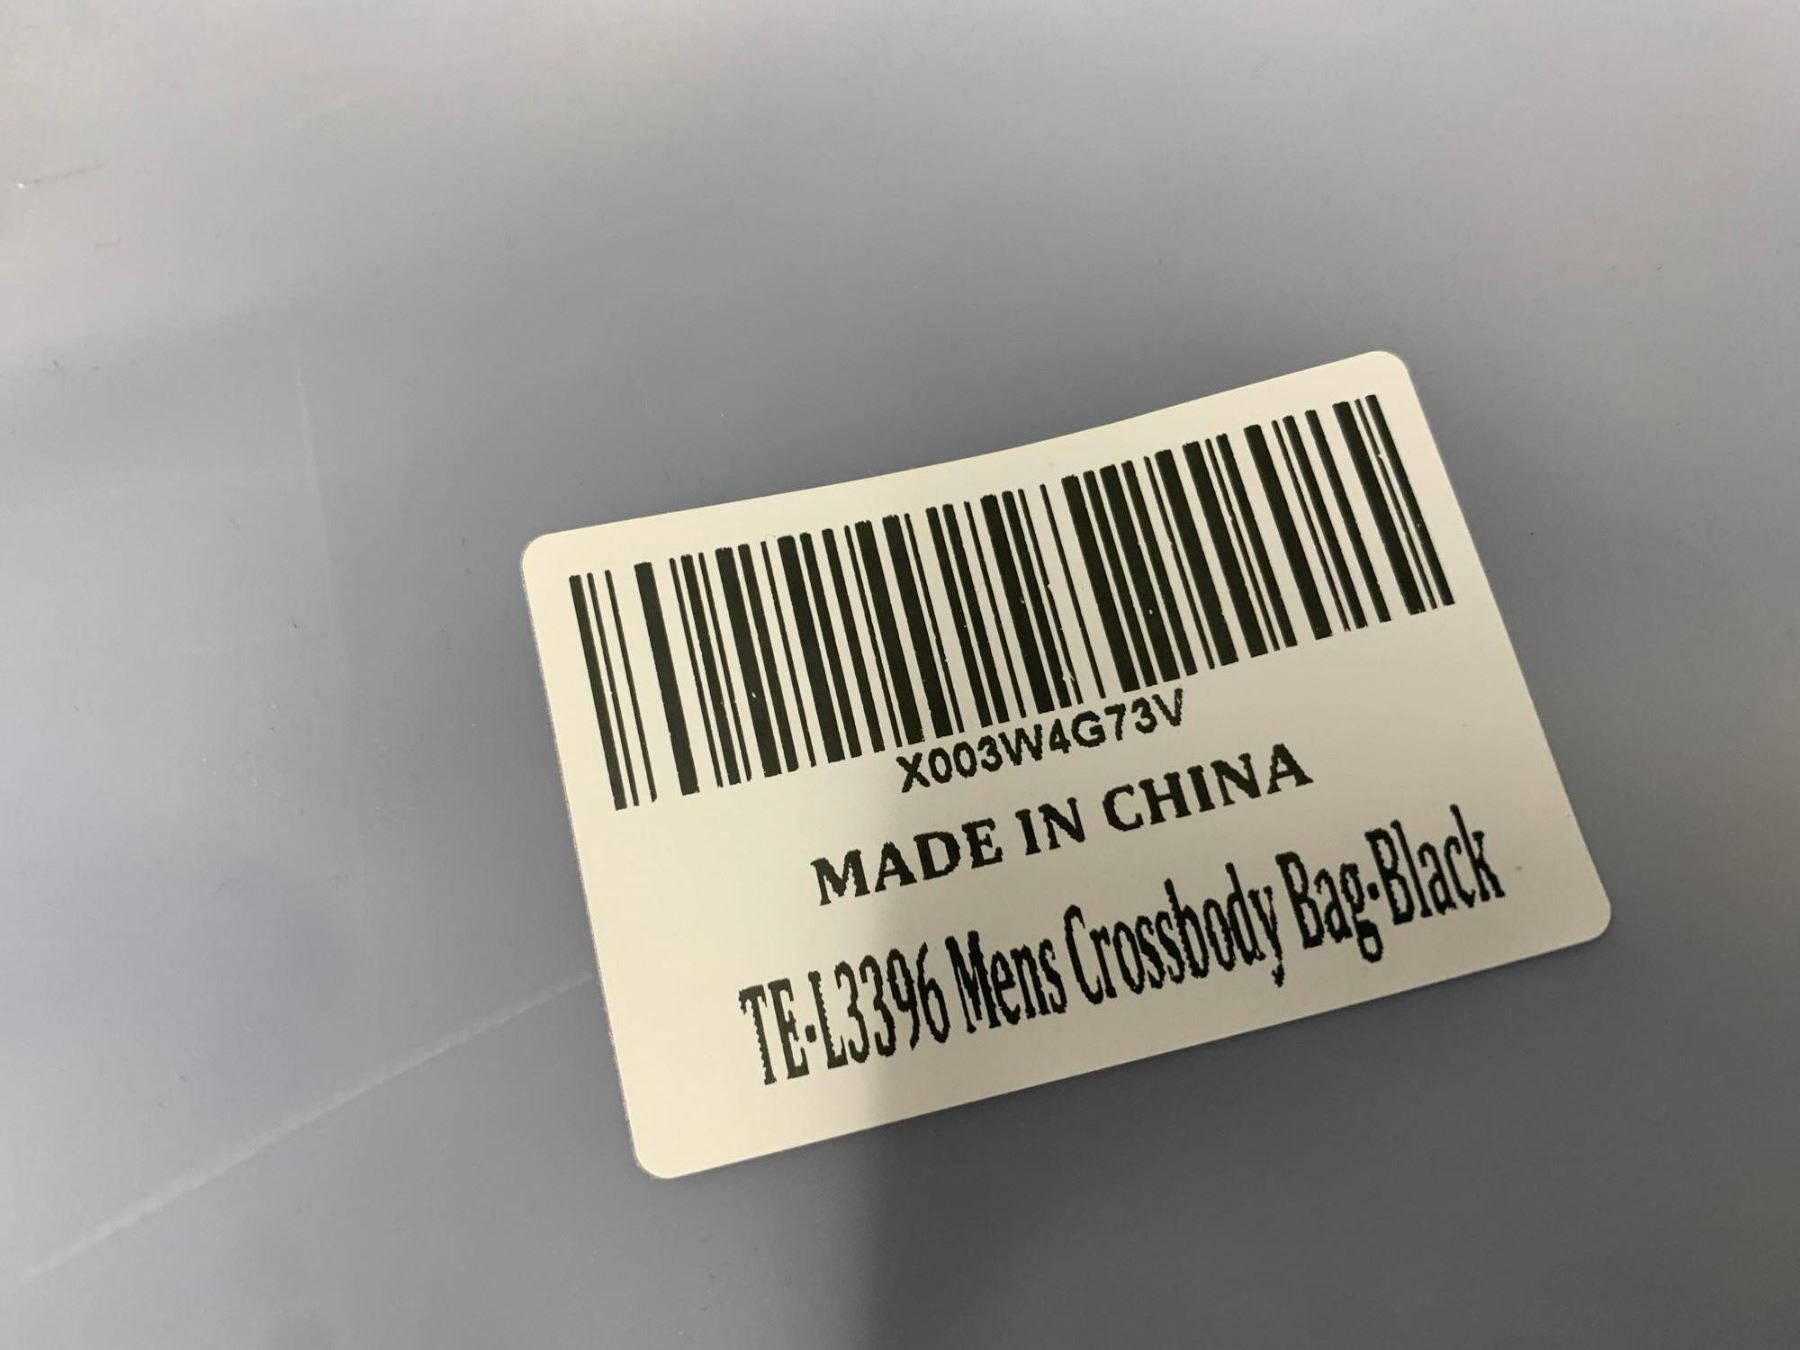 X003W4G73V
MADE IN CHINA
TE-L3396 Mens Crossbody Bag-Black